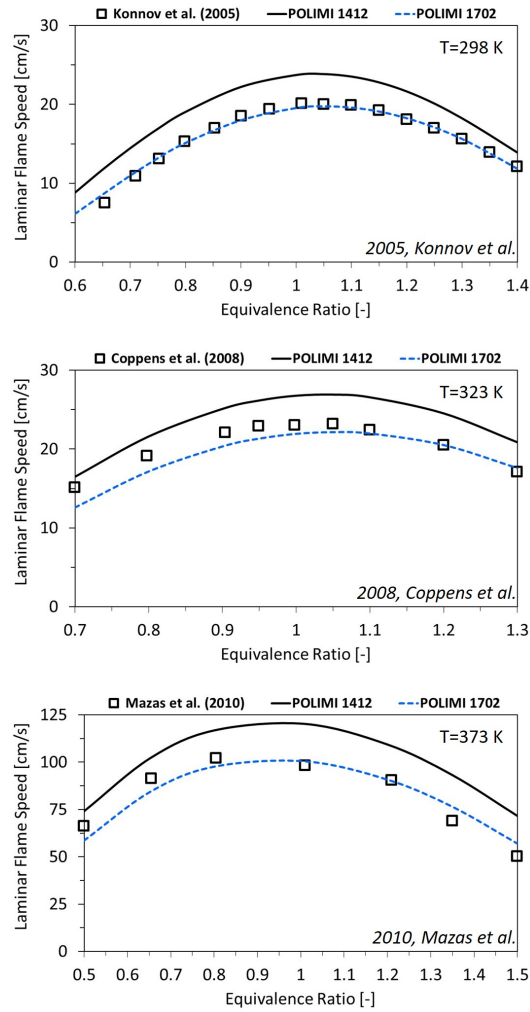 Konnov et al. (2005) POLIMI 1412 POLIMI 1702
30
T=298 K
20
10
0
Laminar Flame Speed [cm/s]
2005, Konnov et al.
0.6 0.7 0.8 0.9 1 1.1 1.2 1.3 1.4
Equivalence Ratio [-]
Coppens et al. (2008) POLIMI 1412 POLIMI 1702
30
T=323 K
20
10
0
Laminar Flame Speed [cm/s]
2008, Coppens et al.
0.7 0.8 0.9 1 1.1 1.2 1.3
Equivalence Ratio [-]
Mazas et al. (2010) POLIMI 1412 POLIMI 1702
125
T=373 K
100
75
50
25
0
Laminar Flame Speed [cm/s]
2010, Mazas et al.
0.5 0.6 0.7 0.8 0.9 1 1.1 1.2 1.3 1.4 1.5
Equivalence Ratio [-]